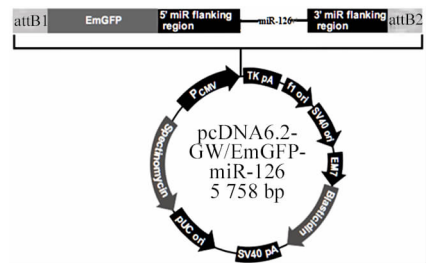 attB1
EmGFP
5' miR flanking
region
miR-126
3' miR flanking
region
attB2
PCMV
TK pA
f1 ori
SV40 ori
EM7
Blasticidin
SV40 pA
pUC ori
Spectinomycin
pcDNA6.2-
GW/EmGFP-
miR-126
5 758 bp